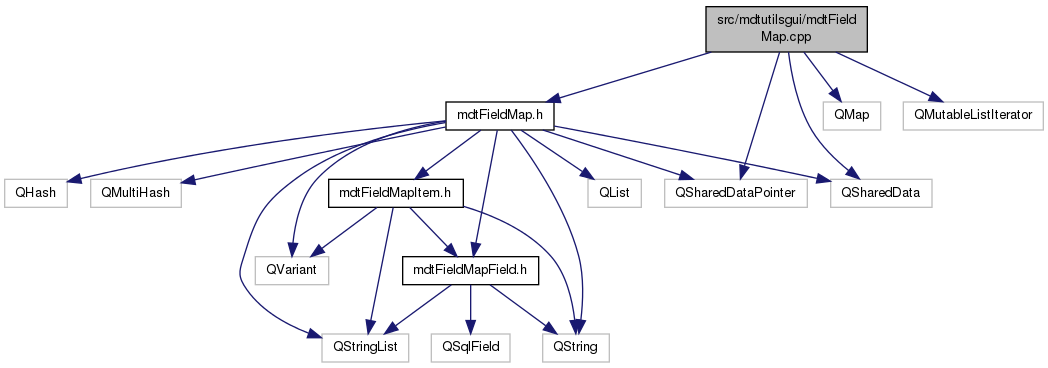 src/mdtutilsgui/mdtField
Map.cpp
mdtFieldMap.h
QMap
QMutableListIterator
QHash
QMultiHash
mdtFieldMapItem.h
QList
QSharedDataPointer
QSharedData
QVariant
mdtFieldMapField.h
QStringList
QSqlField
QString